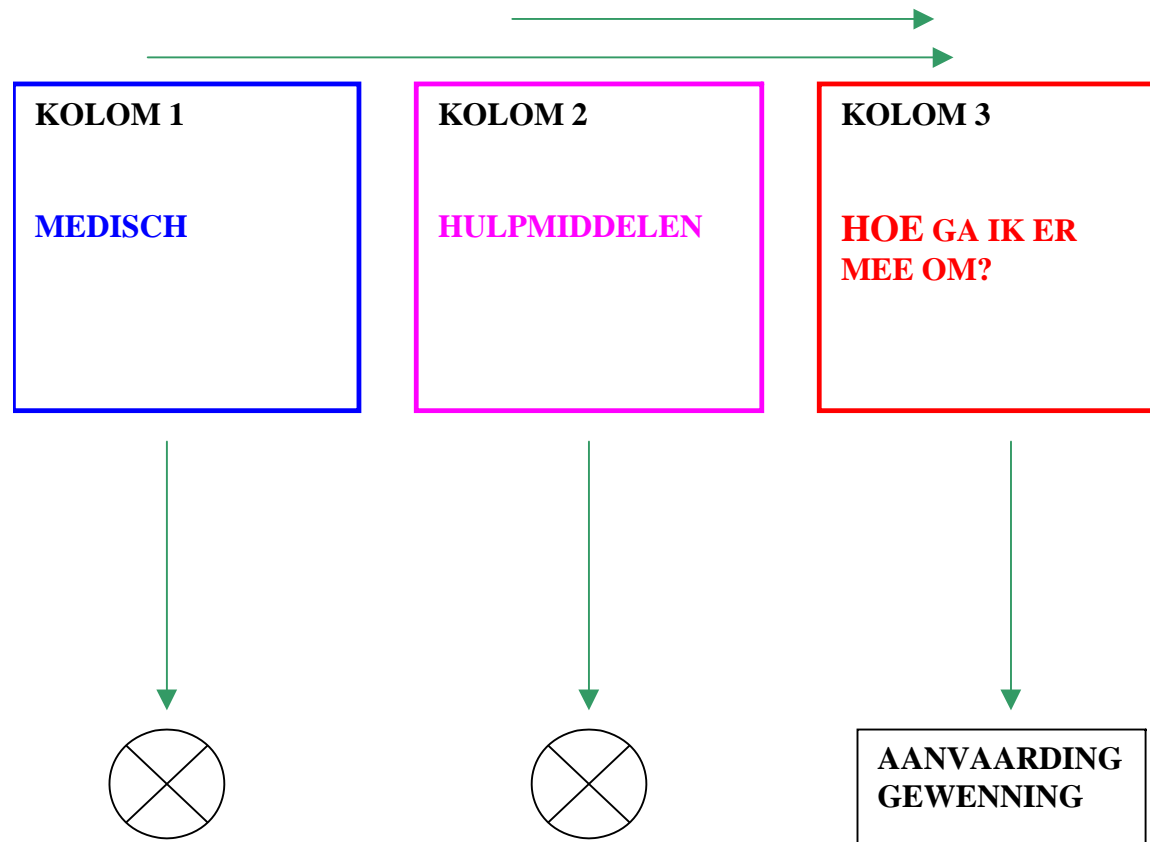 KOLOM 1
MEDISCH
KOLOM 2
HULPMIDDELEN
KOLOM 3
HOE GA IK ER
MEE OM?
AANVAARDING
GEWENNING